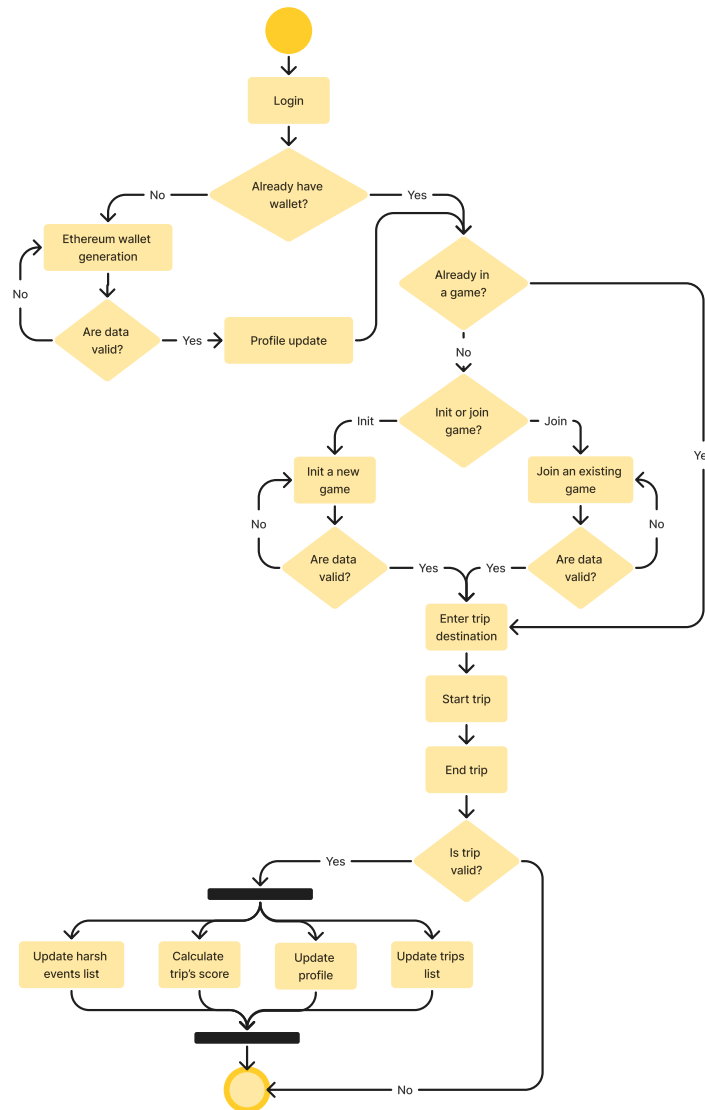 Login
Already have
wallet?
No
Yes
Ethereum wallet
generation
Already in
a game?
No
Are data
valid?
Yes
Profile update
No
Init or join
game?
Init
Join
Ye
Init a new
game
Join an existing
game
No
No
Are data
valid?
Yes
Yes
Are data
valid?
Enter trip
destination
Start trip
End trip
Is trip
valid?
Yes
Update harsh
events list
Calculate
trip's score
Update
profile
Update trips
list
No